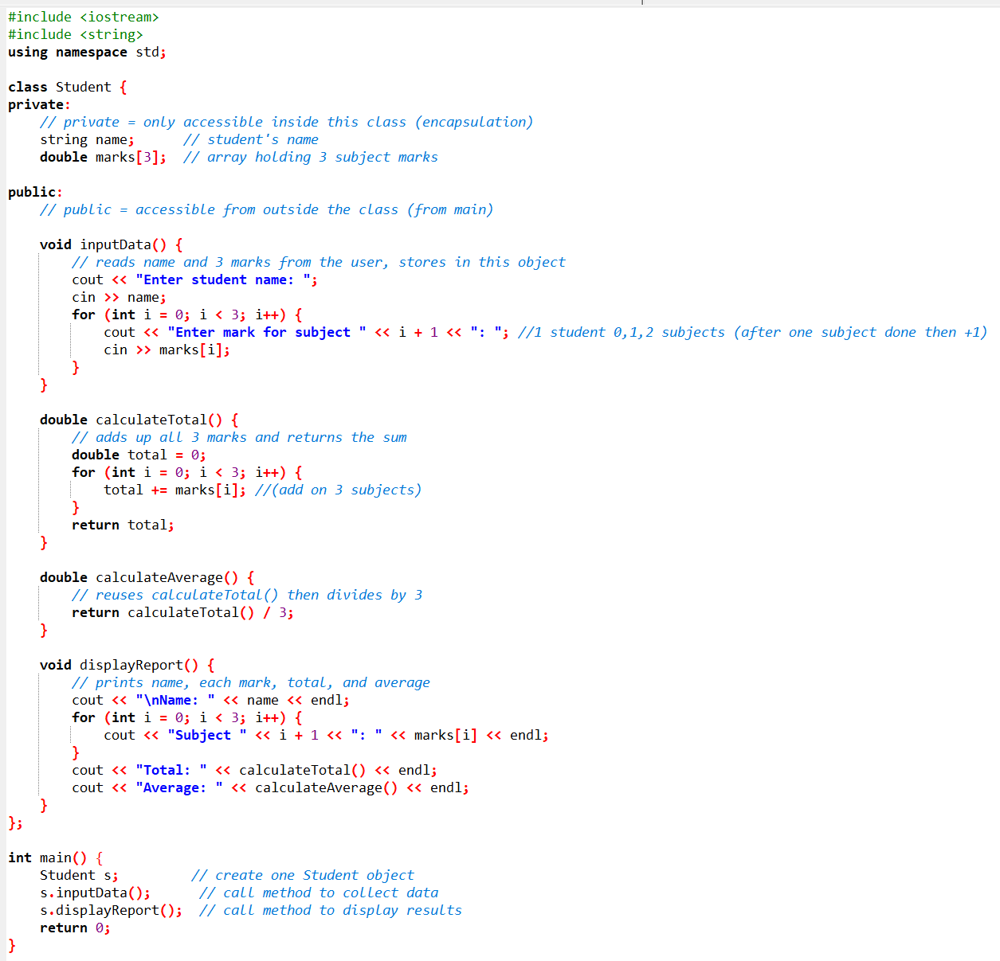 #include <iostream>
#include <string>
using namespace std;

class Student {
private:
    // private = only accessible inside this class (encapsulation)
    string name;      // student's name
    double marks[3];  // array holding 3 subject marks

public:
    // public = accessible from outside the class (from main)

    void inputData() {
        // reads name and 3 marks from the user, stores in this object
        cout << "Enter student name: ";
        cin >> name;
        for (int i = 0; i < 3; i++) {
            cout << "Enter mark for subject " << i + 1 << ": "; //1 student 0,1,2 subjects (after one subject done then +1)
            cin >> marks[i];
        }
    }

    double calculateTotal() {
        // adds up all 3 marks and returns the sum
        double total = 0;
        for (int i = 0; i < 3; i++) {
            total += marks[i]; //(add on 3 subjects)
        }
        return total;
    }

    double calculateAverage() {
        // reuses calculateTotal() then divides by 3
        return calculateTotal() / 3;
    }

    void displayReport() {
        // prints name, each mark, total, and average
        cout << "\nName: " << name << endl;
        for (int i = 0; i < 3; i++) {
            cout << "Subject " << i + 1 << ": " << marks[i] << endl;
        }
        cout << "Total: " << calculateTotal() << endl;
        cout << "Average: " << calculateAverage() << endl;
    }
};

int main() {
    Student s;         // create one Student object
    s.inputData();      // call method to collect data
    s.displayReport();  // call method to display results
    return 0;
}